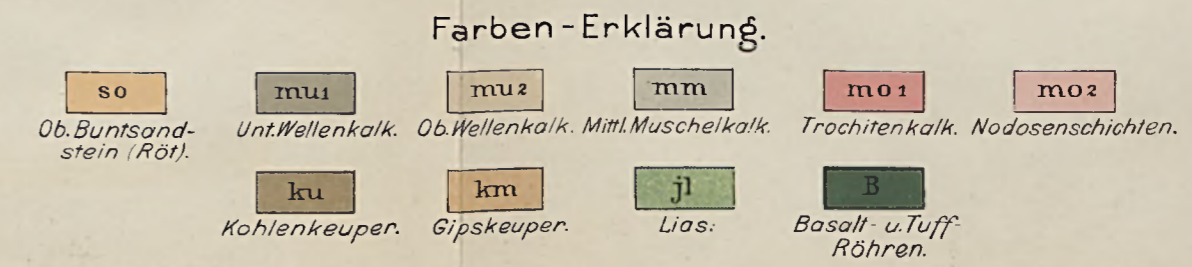 Farben-Erklärung.
so mu1 mu2 mm mo1 mo2
Ob. Buntsand- Unt. Wellenkalk. Ob. Wellenkalk. Mittl. Muschelkalk. Trochitenkalk. Nodosenschichten.
stein (Röt).
ku km jl B
Kohlenkeuper. Gipskeuper. Lias. Basalt- u. Tuff-
Röhren.